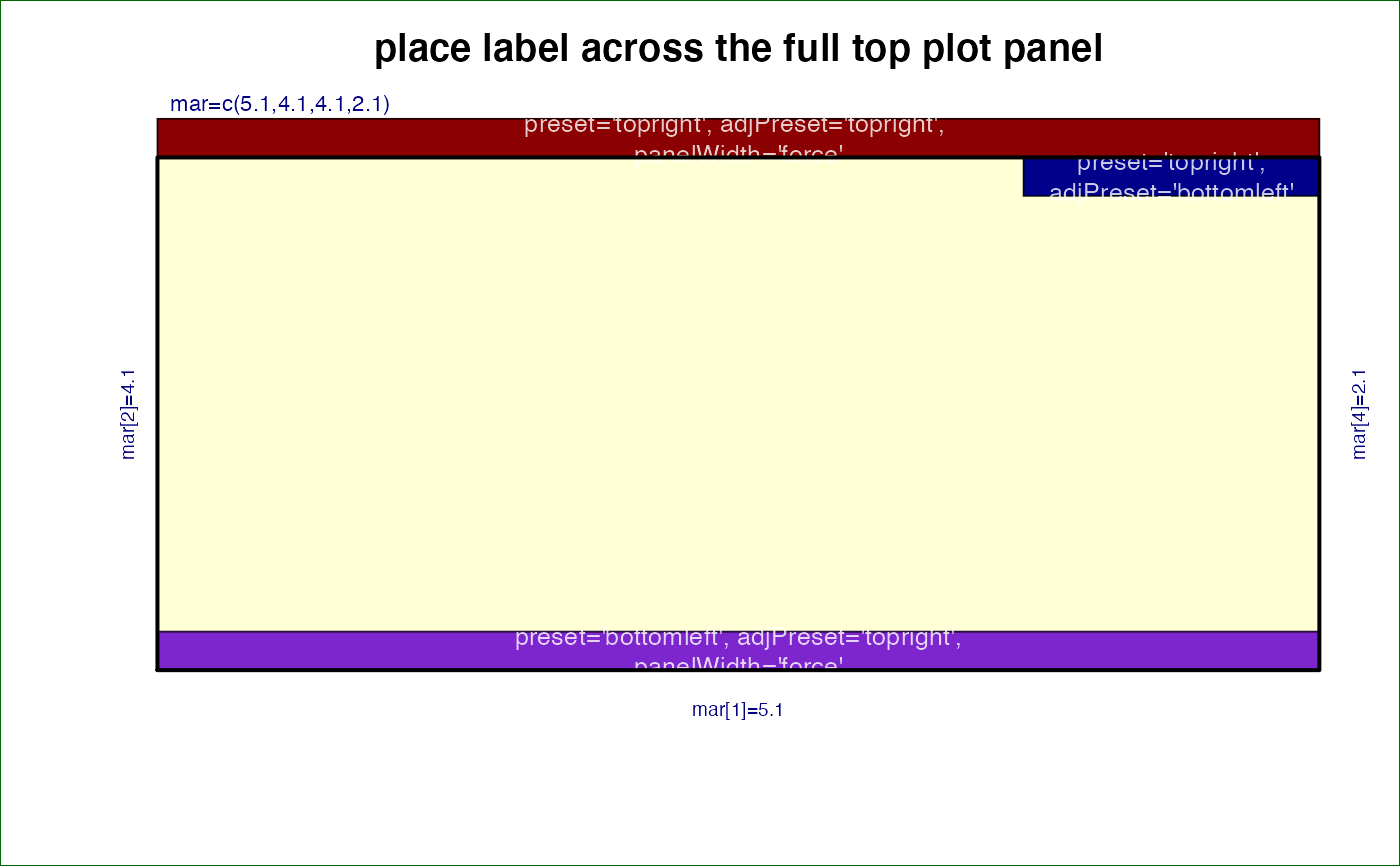 place label across the full top plot panel
mar=c(5.1,4.1,4.1,2.1)
preset='topright', adjPreset='topright',
panelWidth='force'
preset='topright',
adjPreset='bottomleft'
mar[2]=4.1
mar[4]=2.1
preset='bottomleft', adjPreset='topright',
panelWidth='force'
mar[1]=5.1